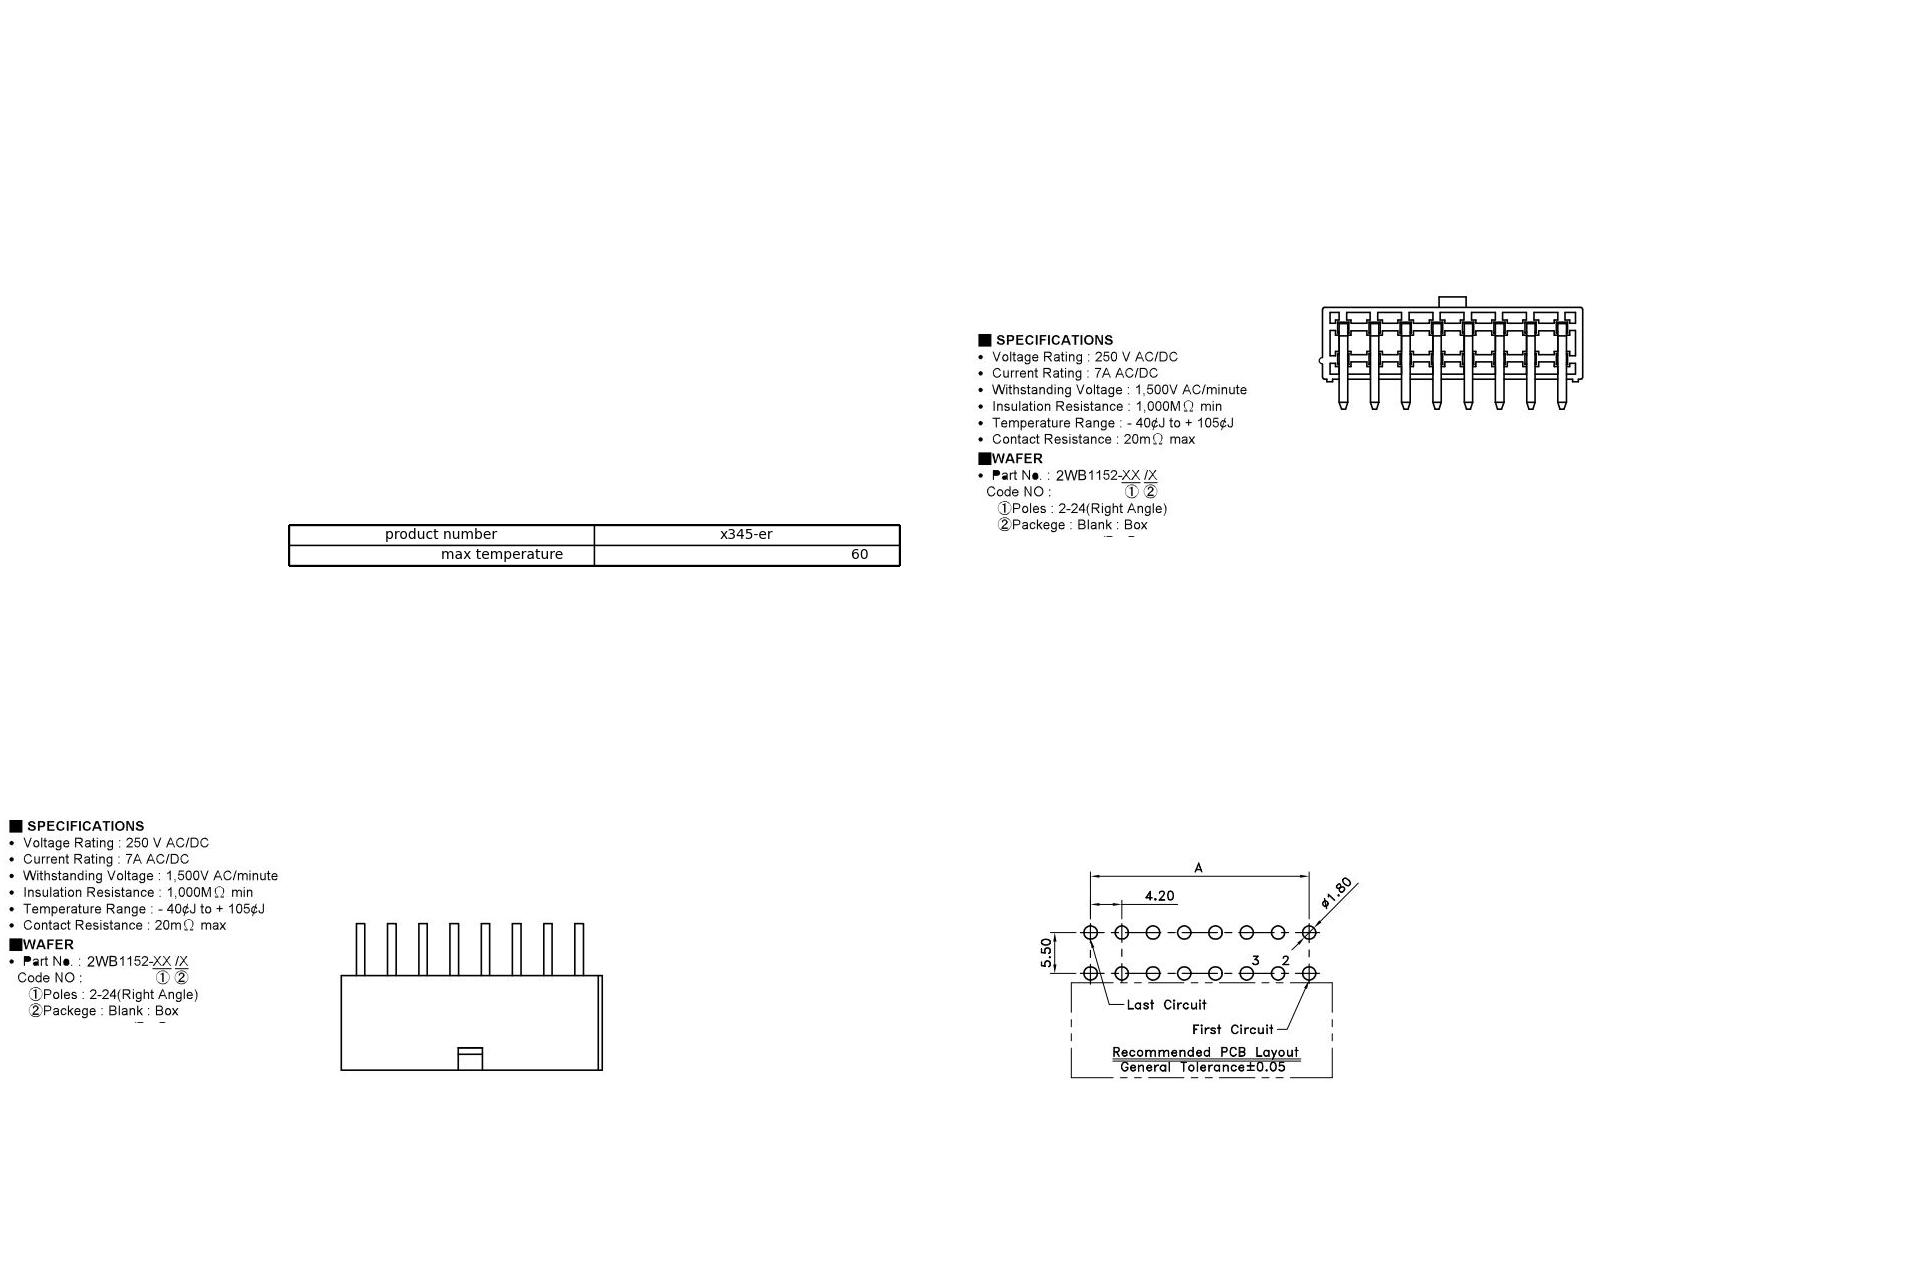 product number x345-er
max temperature 60
■ SPECIFICATIONS
• Voltage Rating : 250 V AC/DC
• Current Rating : 7A AC/DC
• Withstanding Voltage : 1,500V AC/minute
• Insulation Resistance : 1,000MΩ min
• Temperature Range : - 40¢J to + 105¢J
• Contact Resistance : 20mΩ max
■WAFER
• Part No. : 2WB1152-XX /X
Code NO : ① ②
①Poles : 2-24(Right Angle)
②Packege : Blank : Box
■ SPECIFICATIONS
• Voltage Rating : 250 V AC/DC
• Current Rating : 7A AC/DC
• Withstanding Voltage : 1,500V AC/minute
• Insulation Resistance : 1,000MΩ min
• Temperature Range : - 40¢J to + 105¢J
• Contact Resistance : 20mΩ max
■WAFER
• Part No. : 2WB1152-XX /X
Code NO : ① ②
①Poles : 2-24(Right Angle)
②Packege : Blank : Box
A
4.20
ø1.80
5.50
3 2
Last Circuit
First Circuit
Recommended PCB Layout
General Tolerance±0.05